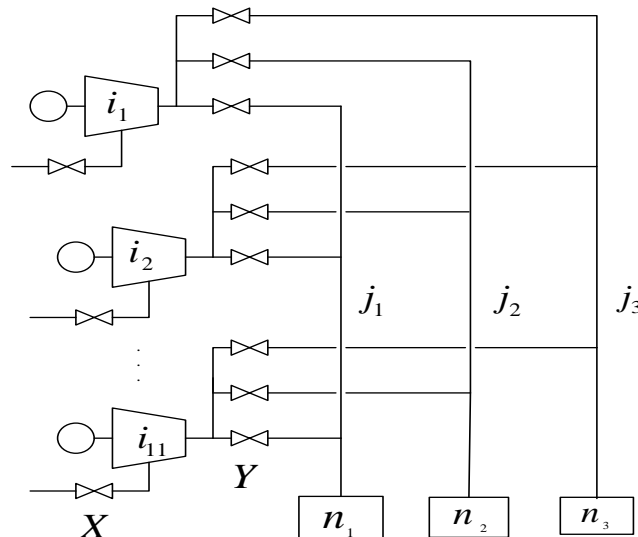 i₁
i₂
j₁ j₂ j₃
i₁₁
Y
X
n₁ n₂ n₃